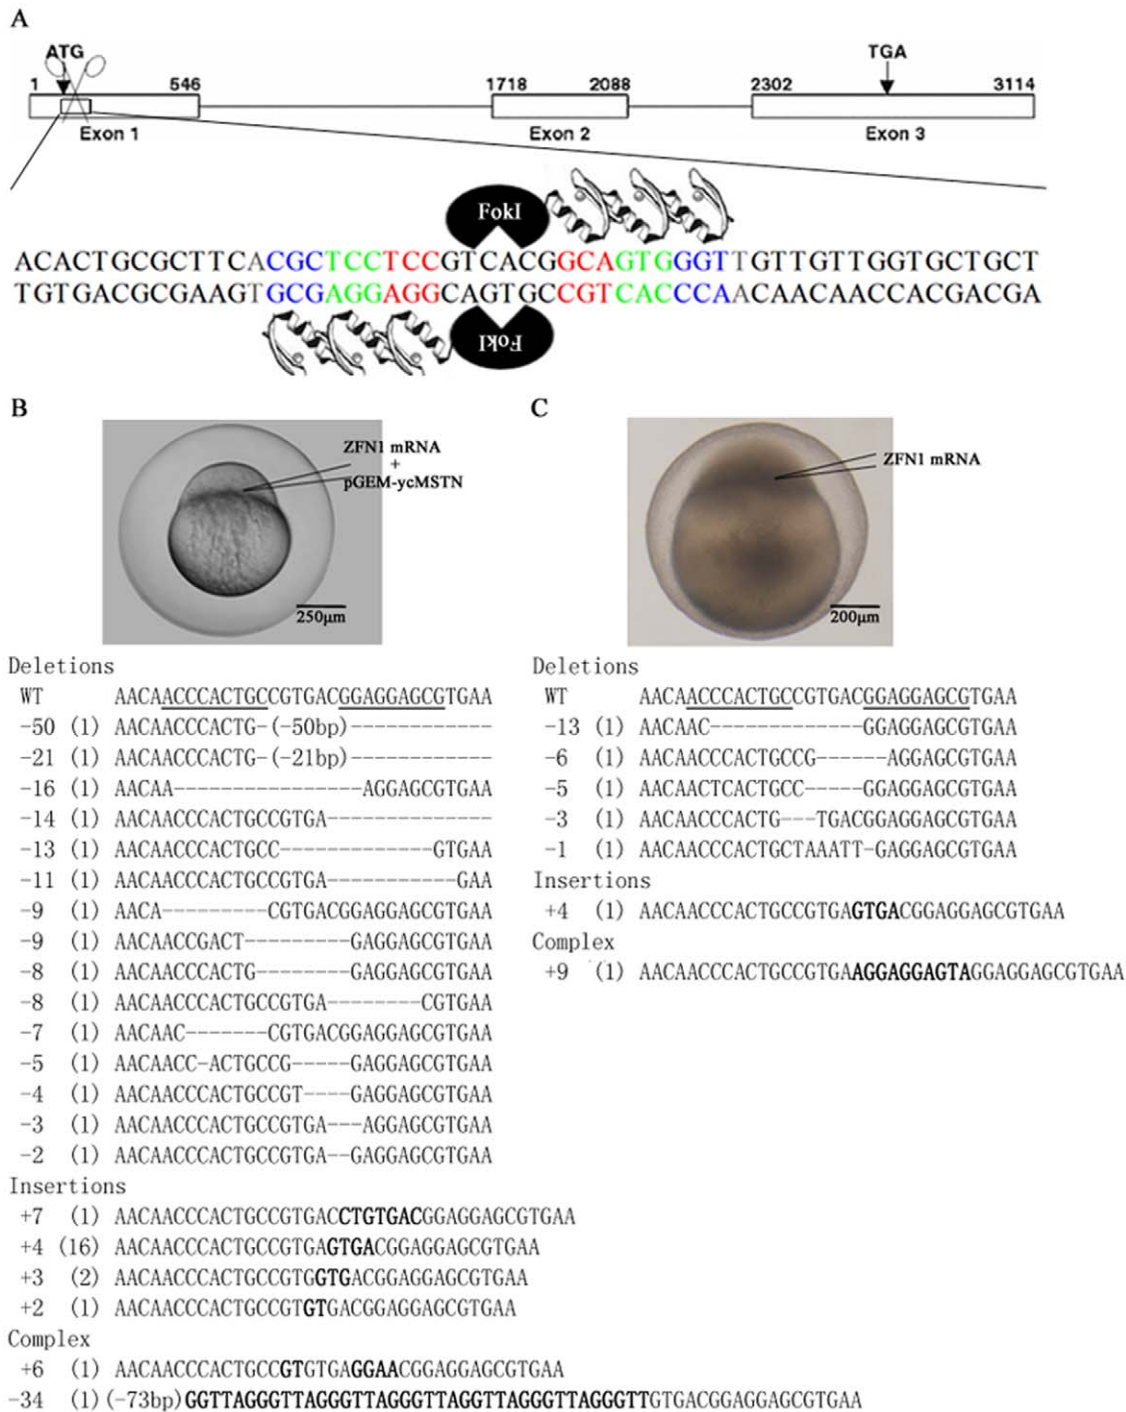 A
ATG TGA
1 546 1718 2088 2302 3114
Exon 1 Exon 2 Exon 3
FokI
ACACTGCGCTTCACGCTCCTCCGTCACGGCAGTGGGTTGTTGTTGGTGCTGCT
TGTGACGCGAAGTGCGAGGAGGCAGTGCCGTCACCCAACAACAACCACGACGA
FokI
B
ZFN1 mRNA
+
pGEM-ycMSTN
250μm
Deletions
WT AACAACCCACTGCCGTGACGGAGGAGCGTGAA
-50 (1) AACAACCCACTG-(-50bp)------------
-21 (1) AACAACCCACTG-(-21bp)------------
-16 (1) AACAA----------------AGGAGCGTGAA
-14 (1) AACAACCCACTGCCGTGA--------------
-13 (1) AACAACCCACTGCC-------------GTGAA
-11 (1) AACAACCCACTGCCGTGA-----------GAA
-9 (1) AACA---------CGTGACGGAGGAGCGTGAA
-9 (1) AACAACCGACT---------GAGGAGCGTGAA
-8 (1) AACAACCCACTG--------GAGGAGCGTGAA
-8 (1) AACAACCCACTGCCGTGA--------CGTGAA
-7 (1) AACAAC-------CGTGACGGAGGAGCGTGAA
-5 (1) AACAACC-ACTGCCG-----GAGGAGCGTGAA
-4 (1) AACAACCCACTGCCGT----GAGGAGCGTGAA
-3 (1) AACAACCCACTGCCGTGA---AGGAGCGTGAA
-2 (1) AACAACCCACTGCCGTGA--GAGGAGCGTGAA
Insertions
+7 (1) AACAACCCACTGCCGTGACCTGTGACGGAGGAGCGTGAA
+4 (16) AACAACCCACTGCCGTGAGTGACGGAGGAGCGTGAA
+3 (2) AACAACCCACTGCCGTGGTGACGGAGGAGCGTGAA
+2 (1) AACAACCCACTGCCGTGTGACGGAGGAGCGTGAA
Complex
+6 (1) AACAACCCACTGCCGTGTGAGGAACGGAGGAGCGTGAA
-34 (1) (-73bp)GGTTAGGGTTAGGGTTAGGGTTAGGTTAGGGTTAGGGTTGTGACGGAGGAGCGTGAA
C
ZFN1 mRNA
200μm
Deletions
WT AACAACCCACTGCCGTGACGGAGGAGCGTGAA
-13 (1) AACAAC-------------GGAGGAGCGTGAA
-6 (1) AACAACCCACTGCCG------AGGAGCGTGAA
-5 (1) AACAACTCACTGCC-----GGAGGAGCGTGAA
-3 (1) AACAACCCACTG---TGACGGAGGAGCGTGAA
-1 (1) AACAACCCACTGCTAAATT-GAGGAGCGTGAA
Insertions
+4 (1) AACAACCCACTGCCGTGAGTGACGGAGGAGCGTGAA
Complex
+9 (1) AACAACCCACTGCCGTGAAGGAGGAGTAGGAGGAGCGTGAA